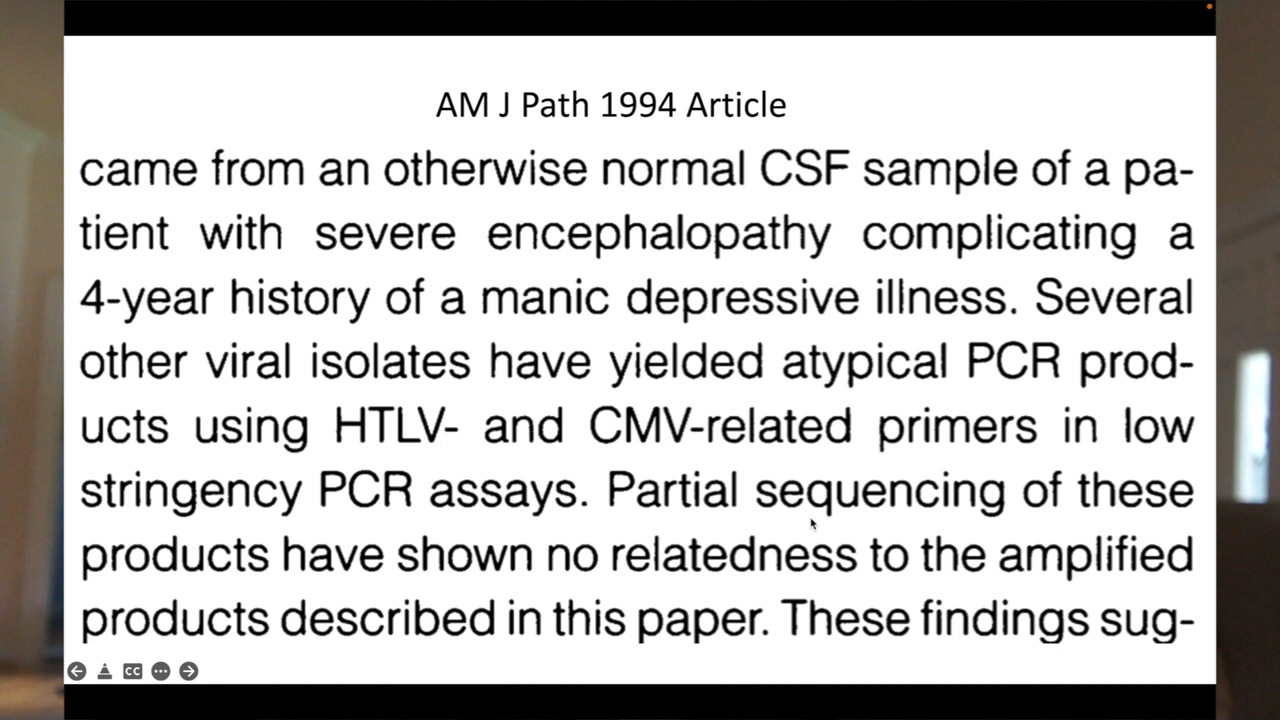 AM J Path 1994 Article
came from an otherwise normal CSF sample of a pa-
tient with severe encephalopathy complicating a
4-year history of a manic depressive illness. Several
other viral isolates have yielded atypical PCR prod-
ucts using HTLV- and CMV-related primers in low
stringency PCR assays. Partial sequencing of these
products have shown no relatedness to the amplified
products described in this paper. These findings sug-
CC